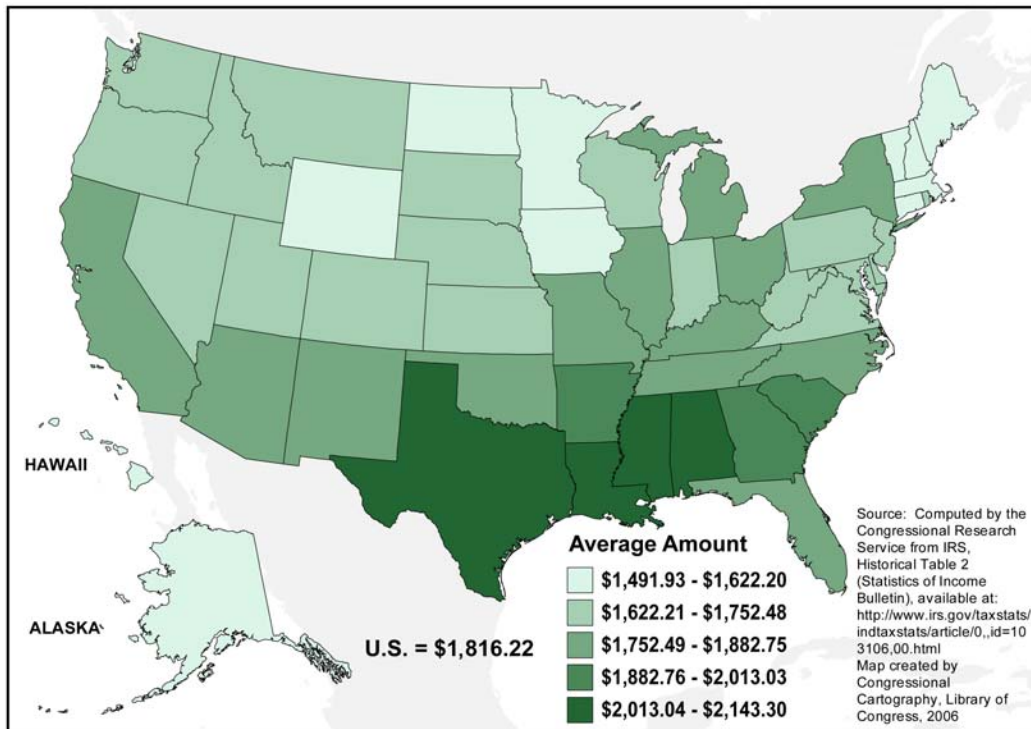 HAWAII
ALASKA
U.S. = $1,816.22
Average Amount
$1,491.93 - $1,622.20
$1,622.21 - $1,752.48
$1,752.49 - $1,882.75
$1,882.76 - $2,013.03
$2,013.04 - $2,143.30
Source: Computed by the
Congressional Research
Service from IRS,
Historical Table 2
(Statistics of Income
Bulletin), available at:
http://www.irs.gov/taxstats/
indtaxstats/article/0,,id=10
3106,00.html
Map created by
Congressional
Cartography, Library of
Congress, 2006